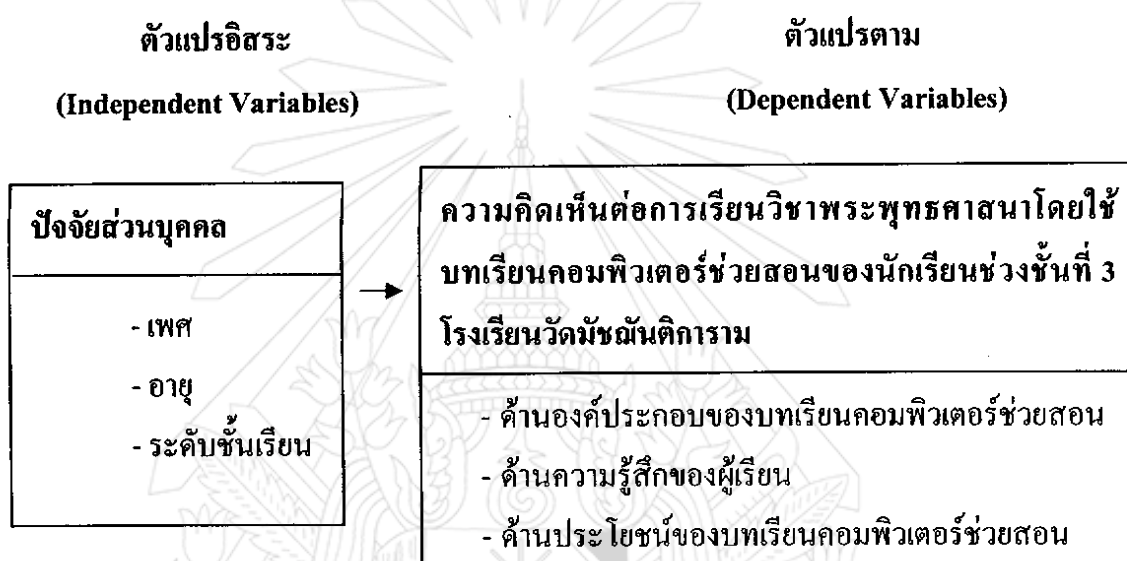 ตัวแปรอิสระ
(Independent Variables)
ตัวแปรตาม
(Dependent Variables)
ปัจจัยส่วนบุคคล
- เพศ
- อายุ
- ระดับชั้นเรียน
ความคิดเห็นต่อการเรียนวิชาพระพุทธศาสนาโดยใช้
บทเรียนคอมพิวเตอร์ช่วยสอนของนักเรียนช่วงชั้นที่ 3
โรงเรียนวัดมัชฌันติการาม
- ด้านองค์ประกอบของบทเรียนคอมพิวเตอร์ช่วยสอน
- ด้านความรู้สึกของผู้เรียน
- ด้านประโยชน์ของบทเรียนคอมพิวเตอร์ช่วยสอน